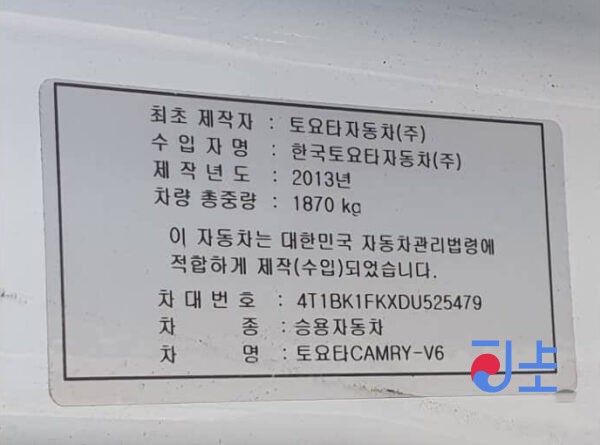 최초 제작자 : 토요타자동차(주)
수 입 자 명 : 한국토요타자동차(주)
제 작 년 도 : 2013년
차량 총중량 : 1870 kg
이 자동차는 대한민국 자동차관리법령에
적합하게 제작(수입)되었습니다.
차 대 번 호 : 4T1BK1FKXDU525479
차 종 : 승용자동차
차 명 : 토요타CAMRY-V6